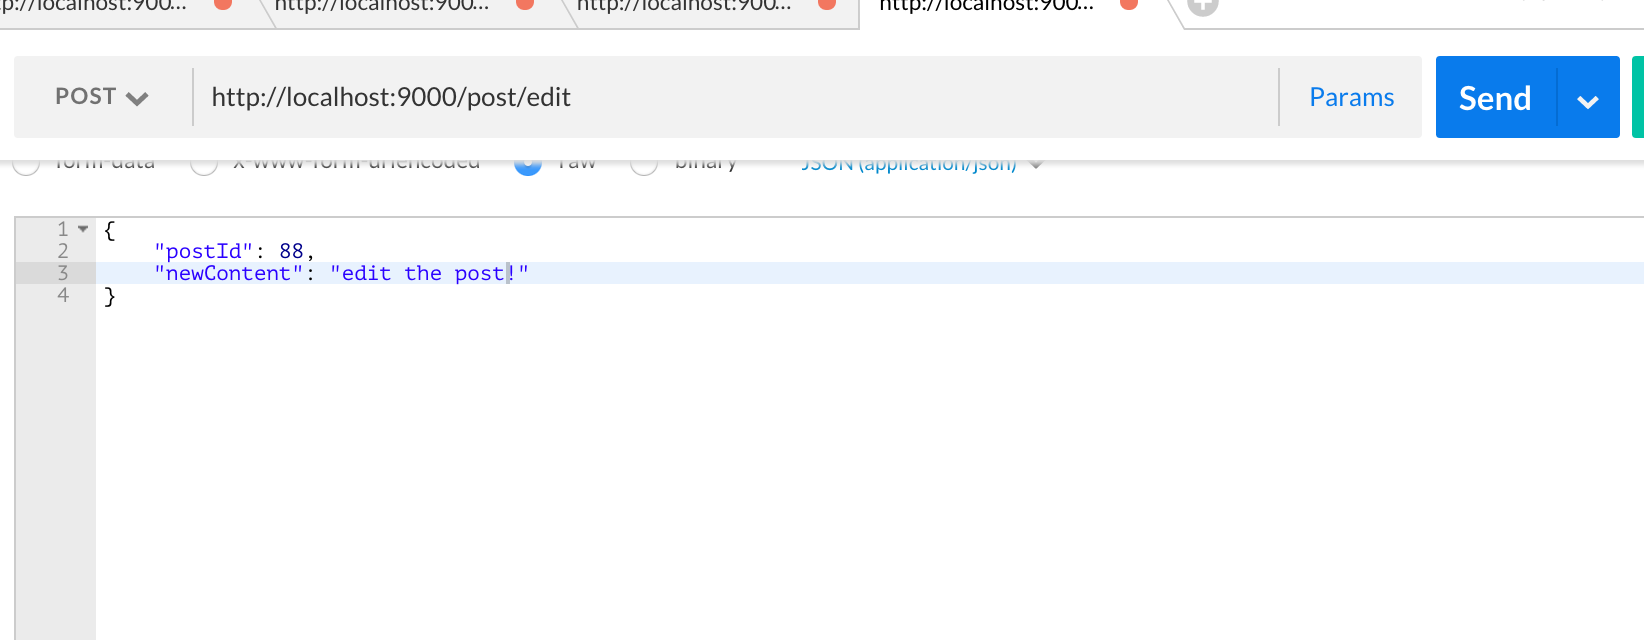 p://localhost:900...
http://localhost:900...
http://localhost:900...
http://localhost:900...
POST
http://localhost:9000/post/edit
Params
Send
form-data
x-www-form-urlencoded
raw
binary
JSON (application/json)
1 {
2 "postId": 88,
3 "newContent": "edit the post!"
4 }